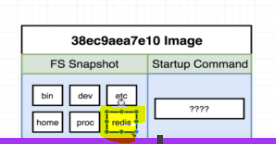 38ec9aea7e10 Image
FS Snapshot Startup Command
bin dev etc
????
home proc redis